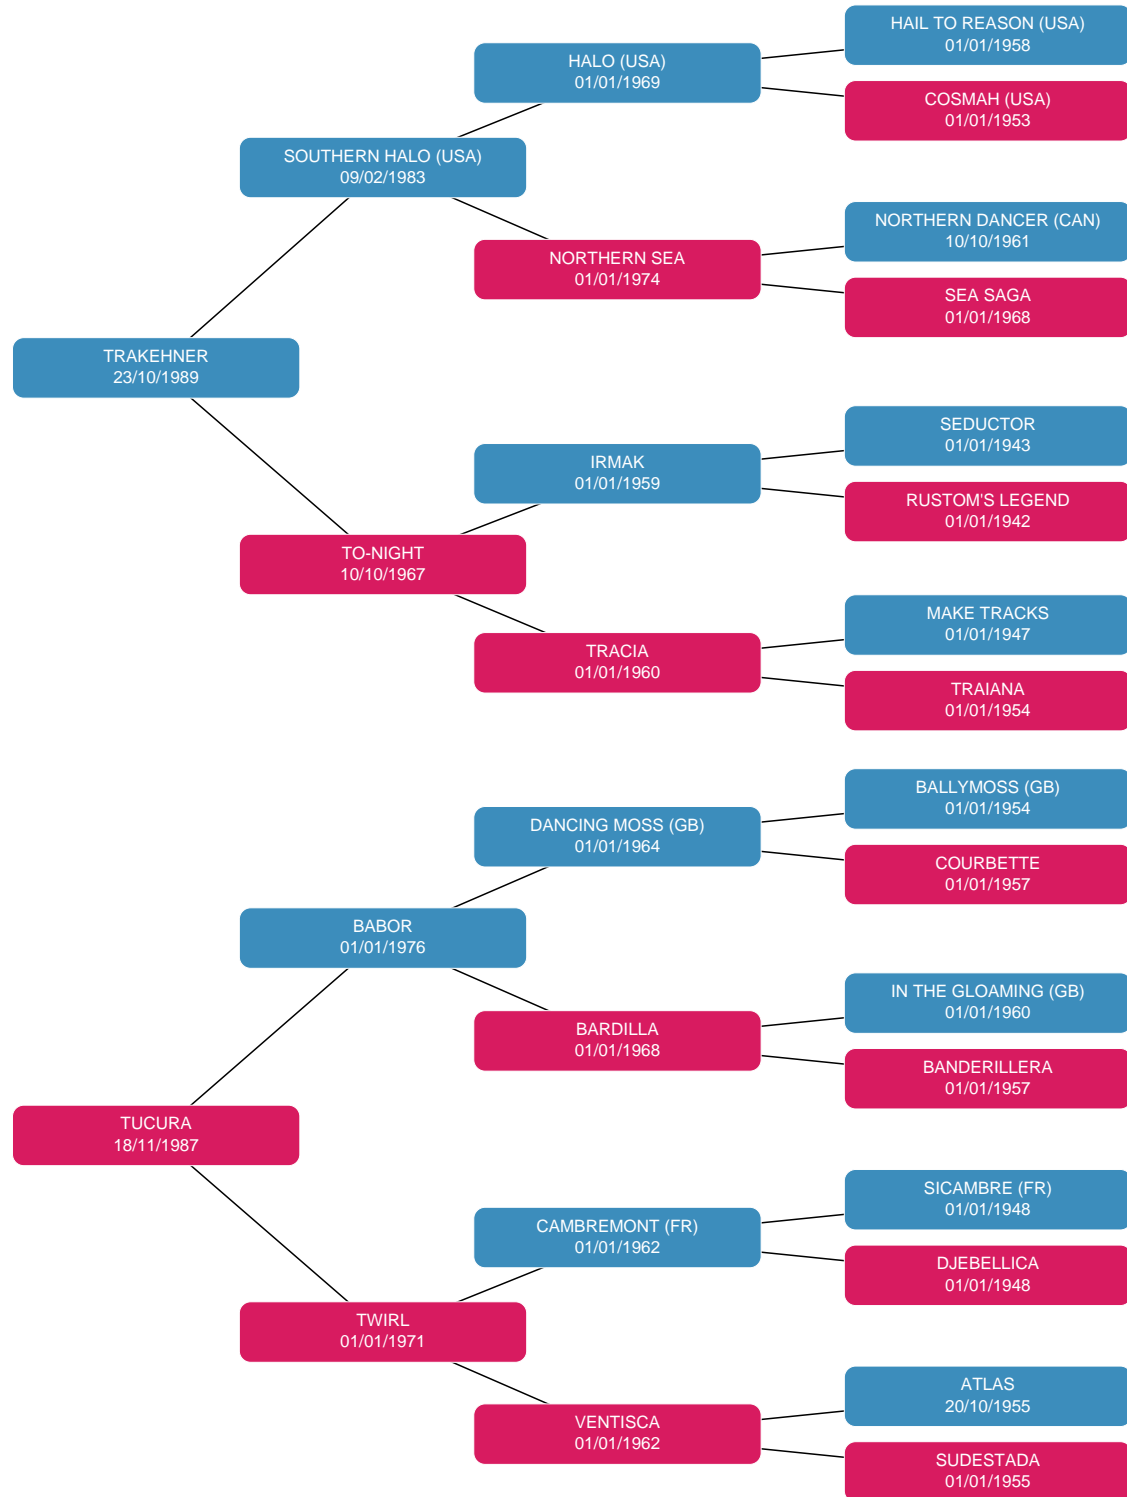 HAIL TO REASON (USA)
01/01/1958
HALO (USA)
01/01/1969
COSMAH (USA)
01/01/1953
SOUTHERN HALO (USA)
09/02/1983
NORTHERN DANCER (CAN)
10/10/1961
NORTHERN SEA
01/01/1974
SEA SAGA
01/01/1968
TRAKEHNER
23/10/1989
SEDUCTOR
01/01/1943
IRMAK
01/01/1959
RUSTOM'S LEGEND
01/01/1942
TO-NIGHT
10/10/1967
MAKE TRACKS
01/01/1947
TRACIA
01/01/1960
TRAIANA
01/01/1954
BALLYMOSS (GB)
01/01/1954
DANCING MOSS (GB)
01/01/1964
COURBETTE
01/01/1957
BABOR
01/01/1976
IN THE GLOAMING (GB)
01/01/1960
BARDILLA
01/01/1968
BANDERILLERA
01/01/1957
TUCURA
18/11/1987
SICAMBRE (FR)
01/01/1948
CAMBREMONT (FR)
01/01/1962
DJEBELLICA
01/01/1948
TWIRL
01/01/1971
ATLAS
20/10/1955
VENTISCA
01/01/1962
SUDESTADA
01/01/1955